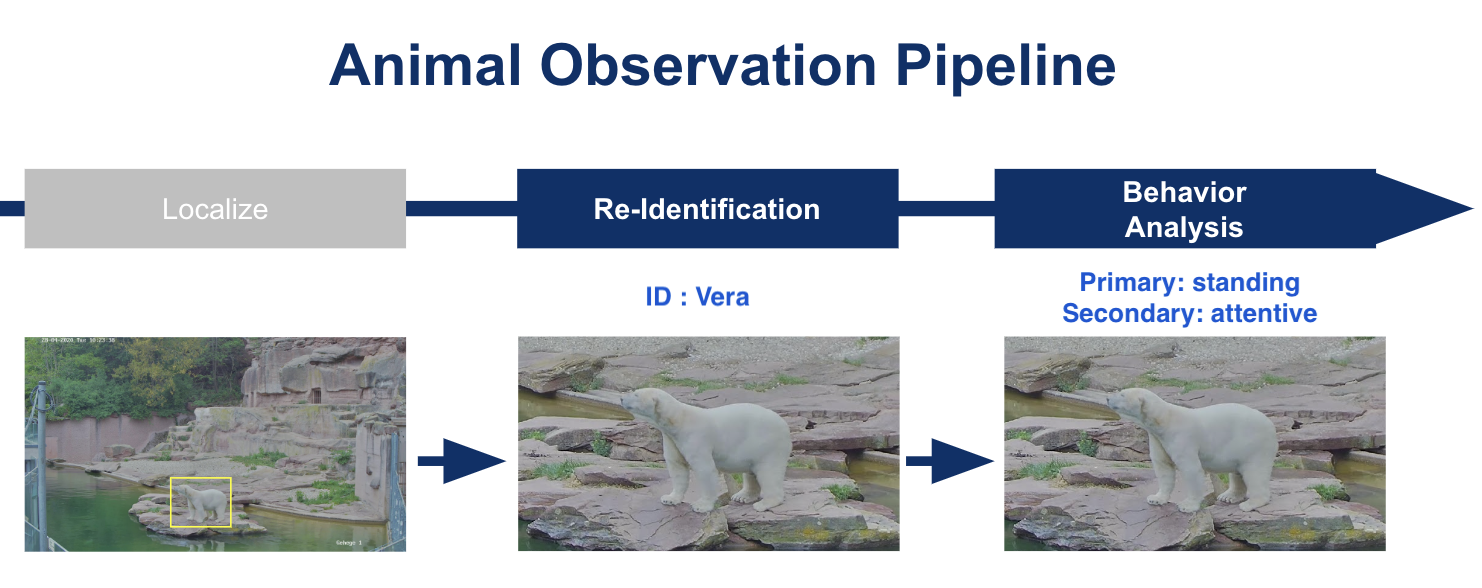 Animal Observation Pipeline
Localize
Re-Identification
Behavior
Analysis
ID : Vera
Primary: standing
Secondary: attentive
28-04-2020 Tue 10:23:36
Gehege 1